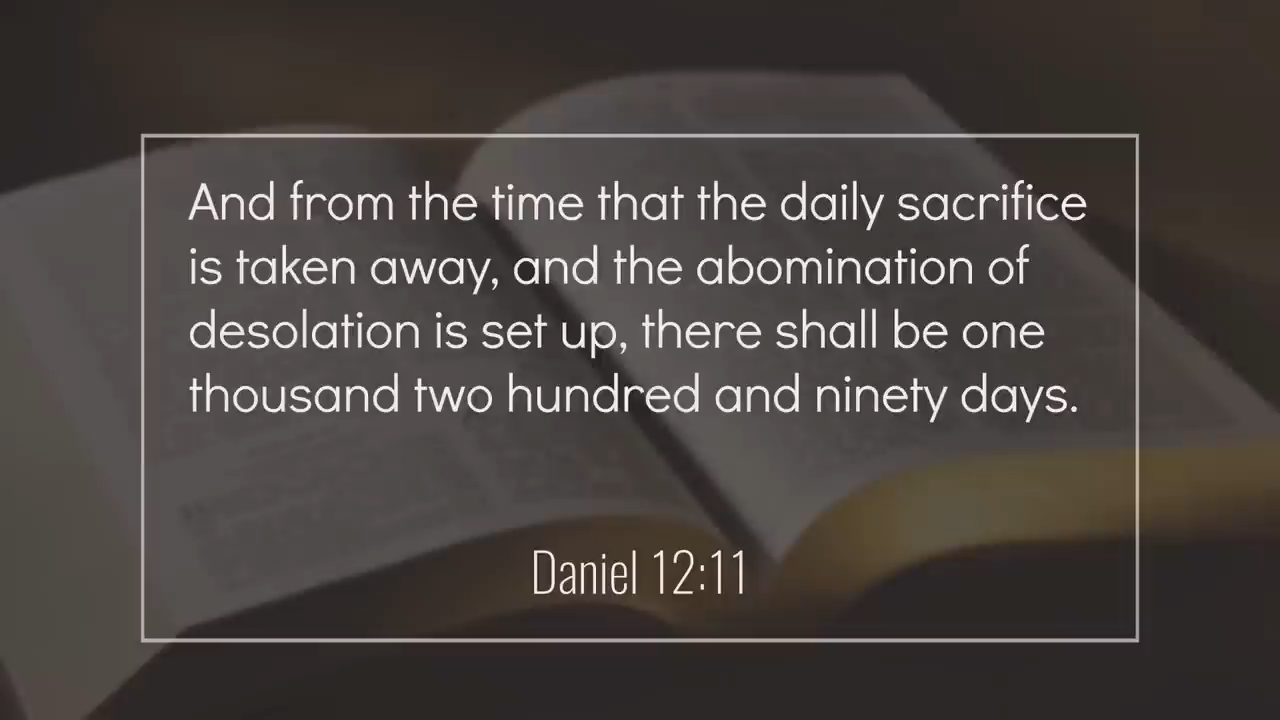 And from the time that the daily sacrifice
is taken away, and the abomination of
desolation is set up, there shall be one
thousand two hundred and ninety days.
Daniel 12:11